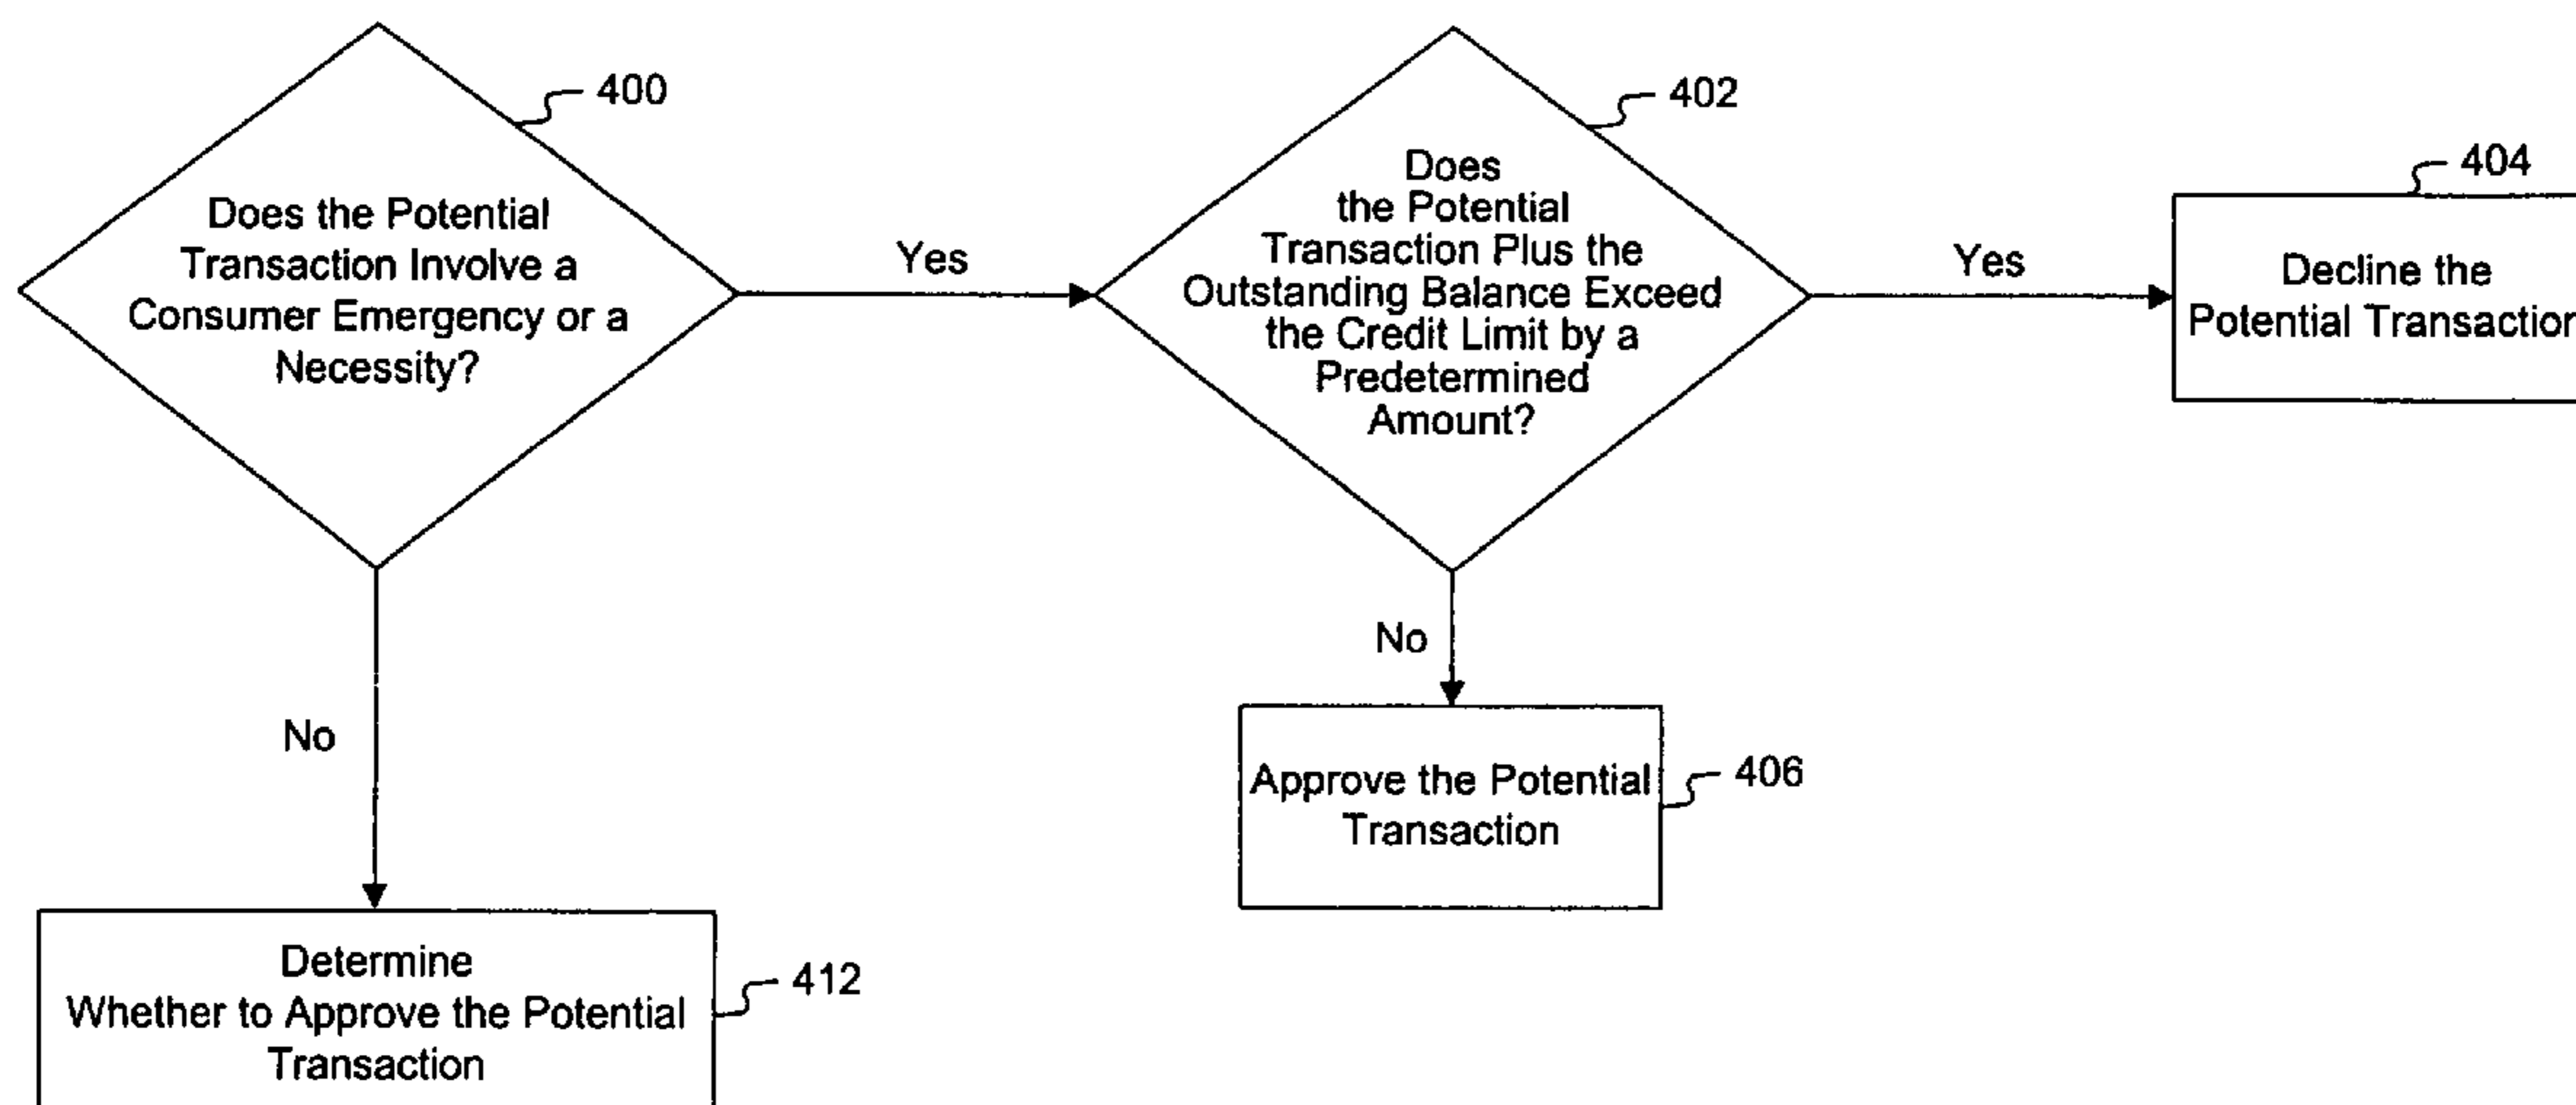 400
Does the Potential
Transaction Involve a
Consumer Emergency or a
Necessity?
Yes
402
Does
the Potential
Transaction Plus the
Outstanding Balance Exceed
the Credit Limit by a
Predetermined
Amount?
Yes
404
Decline the
Potential Transaction
No
No
Approve the Potential
Transaction
406
Determine
Whether to Approve the Potential
Transaction
412